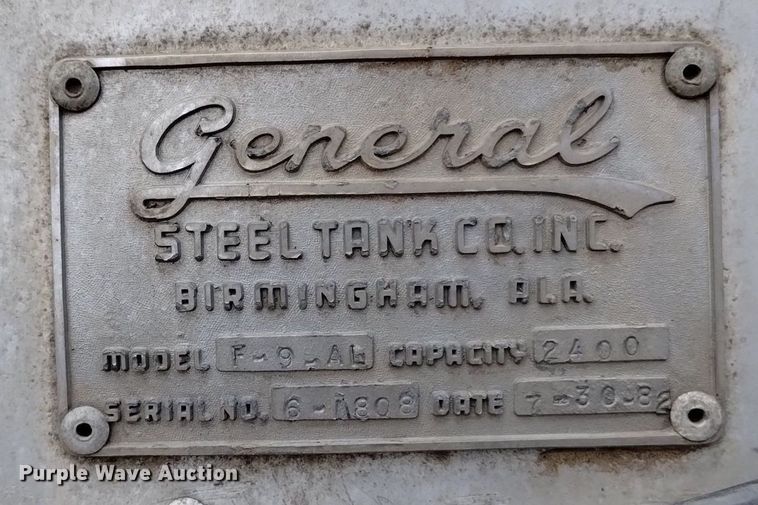 General
STEEL TANK CO. INC.
BIRMINGHAM, ALA.
MODEL F-9-AL CAPACITY 2400
SERIAL NO. 6-1808 DATE 7-30-82
Purple Wave Auction